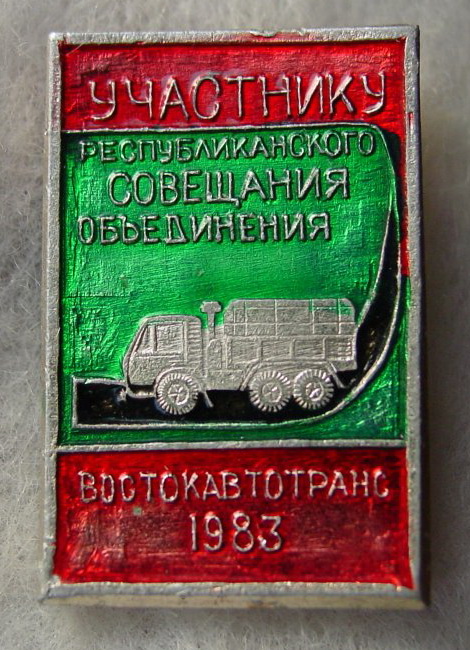 УЧАСТНИКУ
РЕСПУБЛИКАНСКОГО
СОВЕЩАНИЯ
ОБЪЕДИНЕНИЯ
ВОСТОКАВТОТРАНС
1983